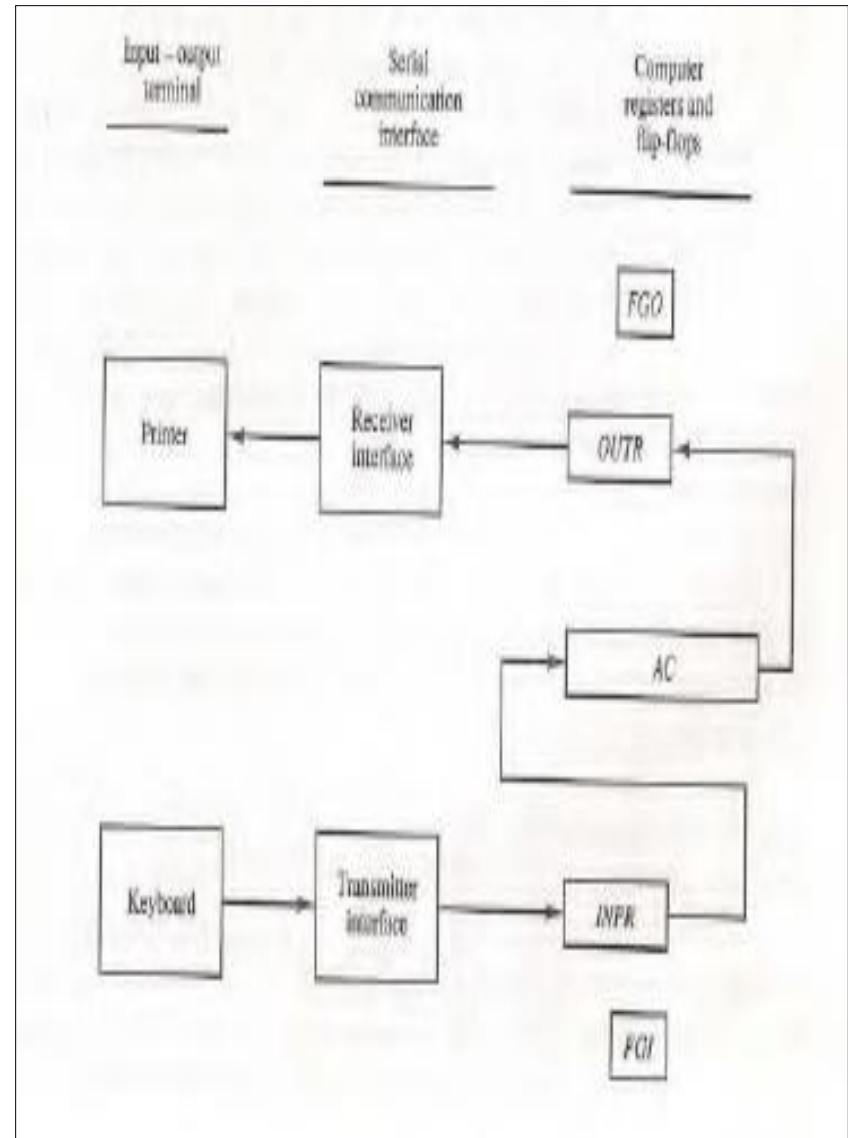 Input – output
terminal
Serial
communication
interface
Computer
registers and
flip-flops
FGO
Printer
Receiver
interface
OUTR
AC
Keyboard
Transmitter
interface
INPR
FGI